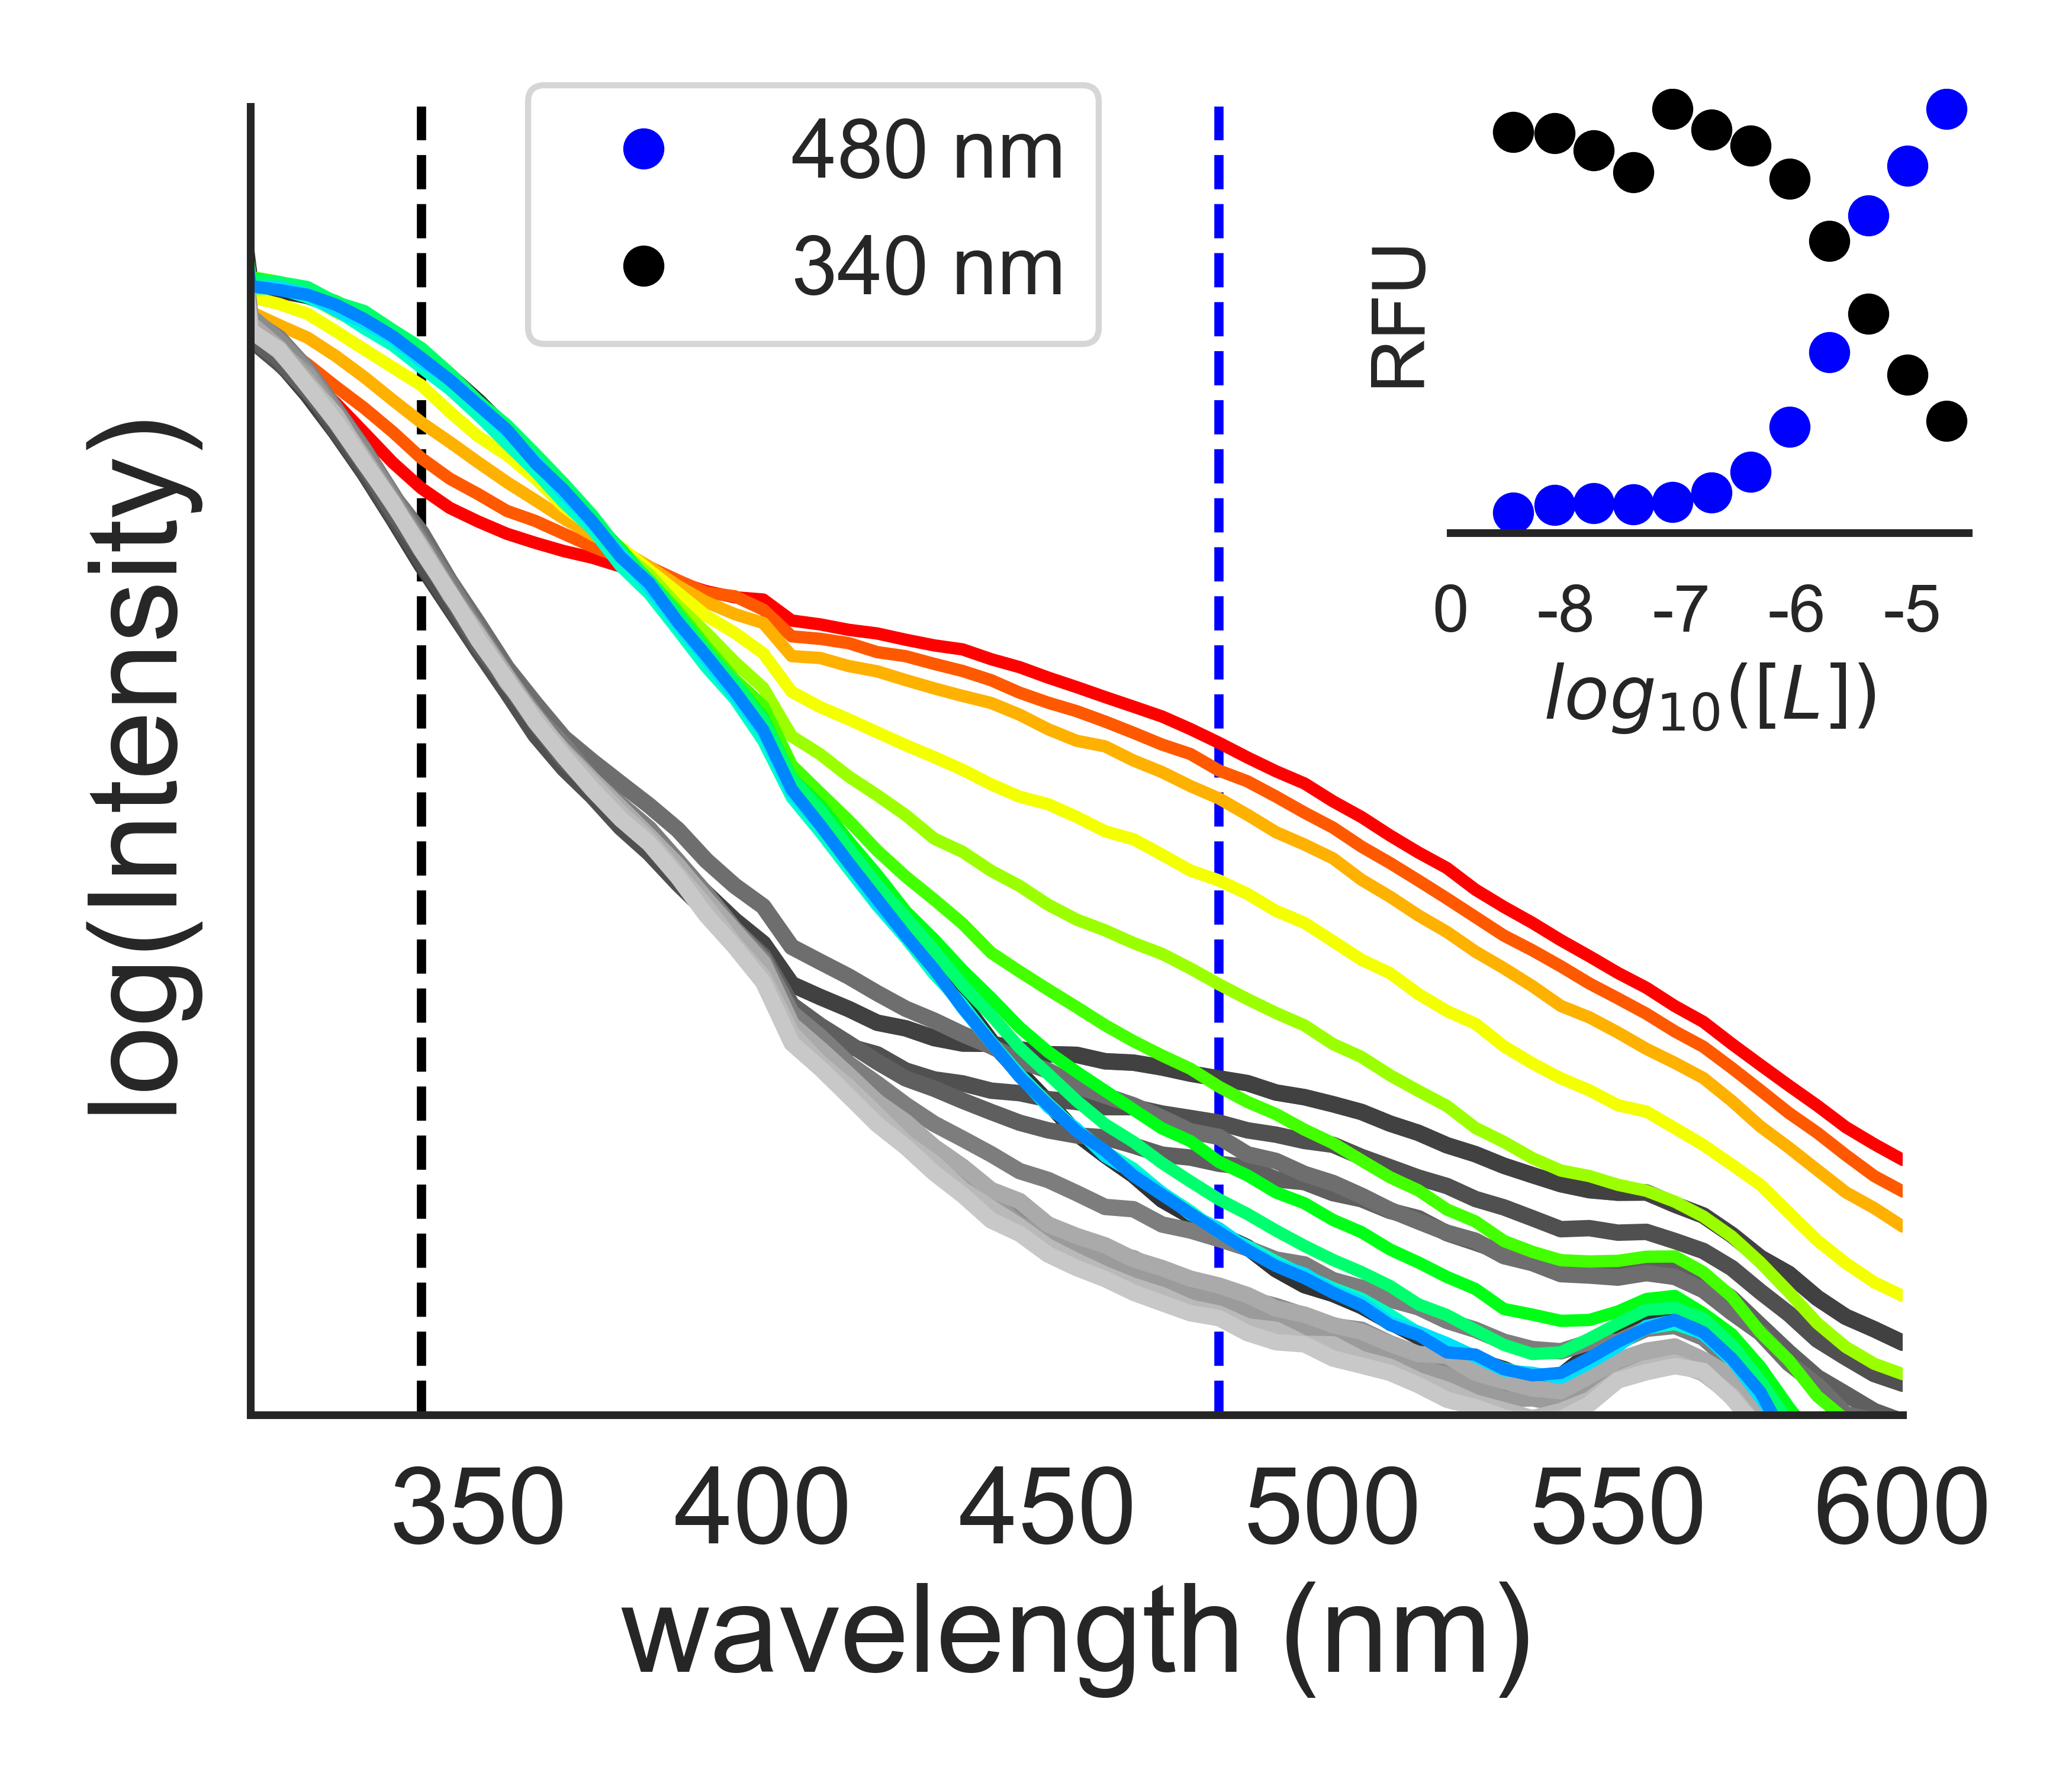 480 nm
340 nm
RFU
0 -8 -7 -6 -5
log10([L])
log(Intensity)
350 400 450 500 550 600
wavelength (nm)